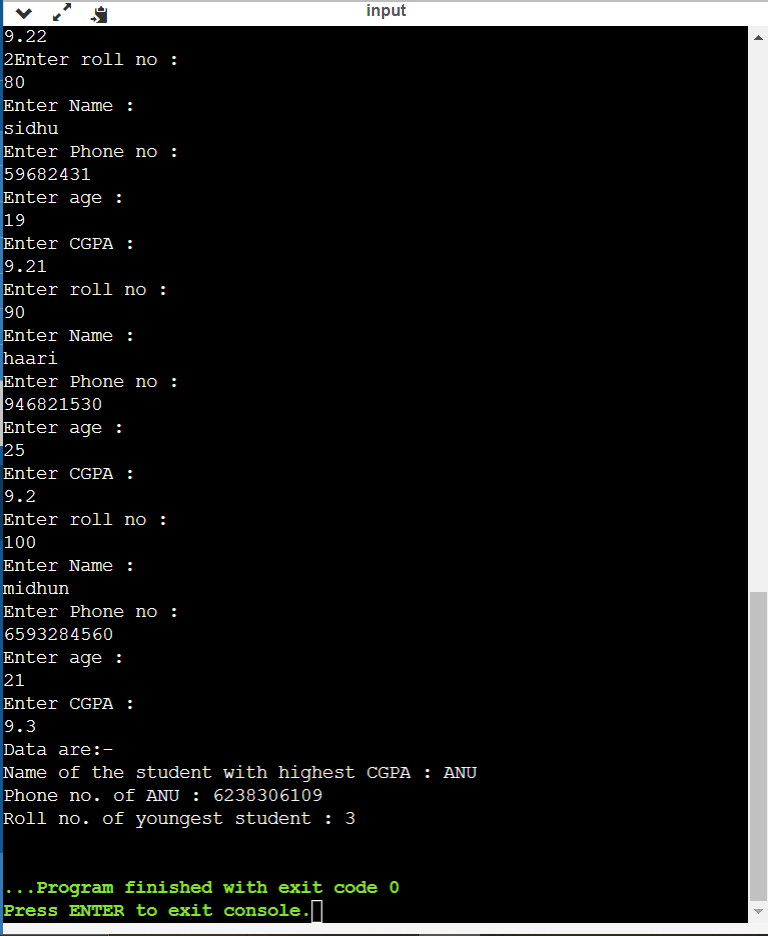 input
9.22
2Enter roll no :
80
Enter Name :
sidhu
Enter Phone no :
59682431
Enter age :
19
Enter CGPA :
9.21
Enter roll no :
90
Enter Name :
haari
Enter Phone no :
946821530
Enter age :
25
Enter CGPA :
9.2
Enter roll no :
100
Enter Name :
midhun
Enter Phone no :
6593284560
Enter age :
21
Enter CGPA :
9.3
Data are:-
Name of the student with highest CGPA : ANU
Phone no. of ANU : 6238306109
Roll no. of youngest student : 3
...Program finished with exit code 0
Press ENTER to exit console.